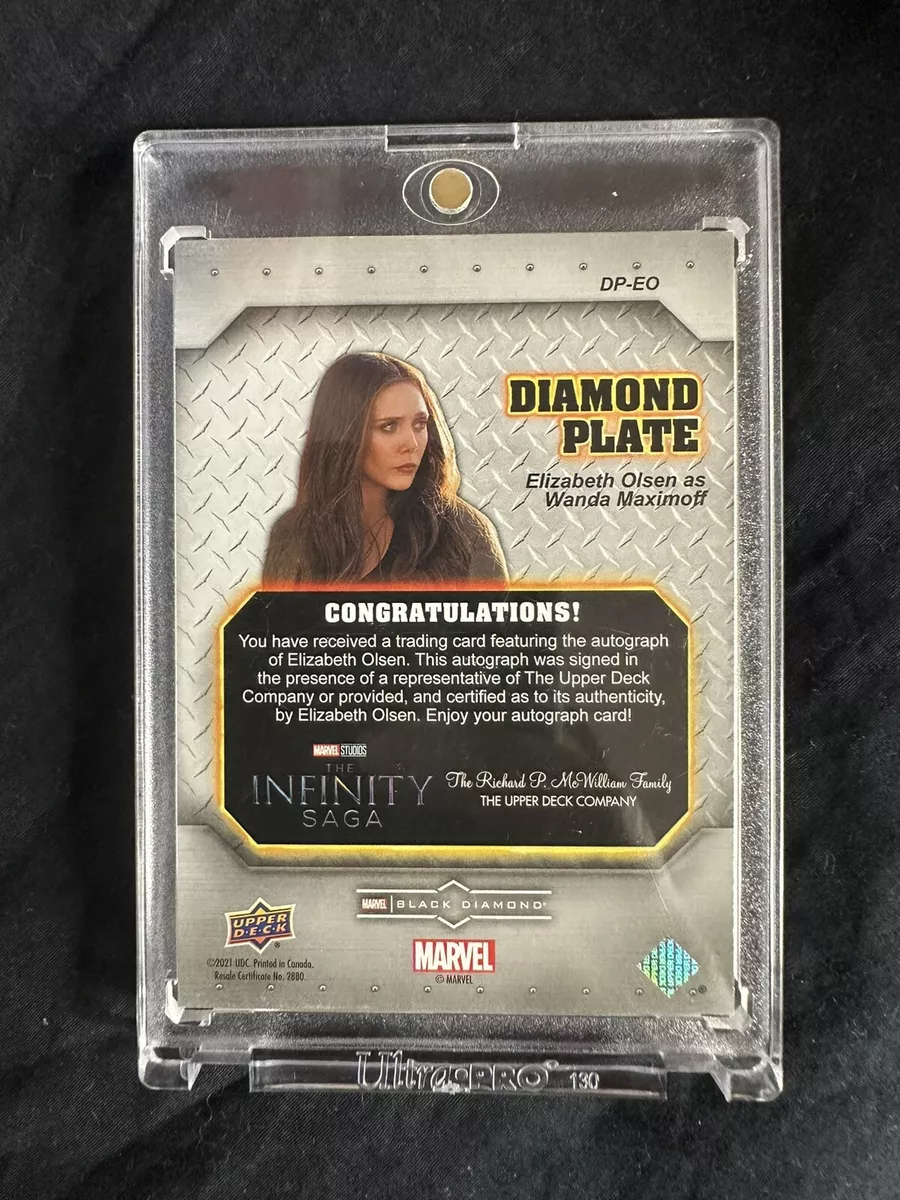 DP-EO
DIAMOND
PLATE
Elizabeth Olsen as
Wanda Maximoff
CONGRATULATIONS!
You have received a trading card featuring the autograph
of Elizabeth Olsen. This autograph was signed in
the presence of a representative of The Upper Deck
Company or provided, and certified as to its authenticity,
by Elizabeth Olsen. Enjoy your autograph card!
MARVEL STUDIOS
THE
INFINITY
SAGA
The Richard P. McWilliam Family
THE UPPER DECK COMPANY
UPPER
D•E•C•K
®
MARVEL BLACK DIAMOND®
©2021 UDC. Printed in Canada.
Resale Certificate No. 2880.
MARVEL
© MARVEL
®
Ultra•PRO® 130